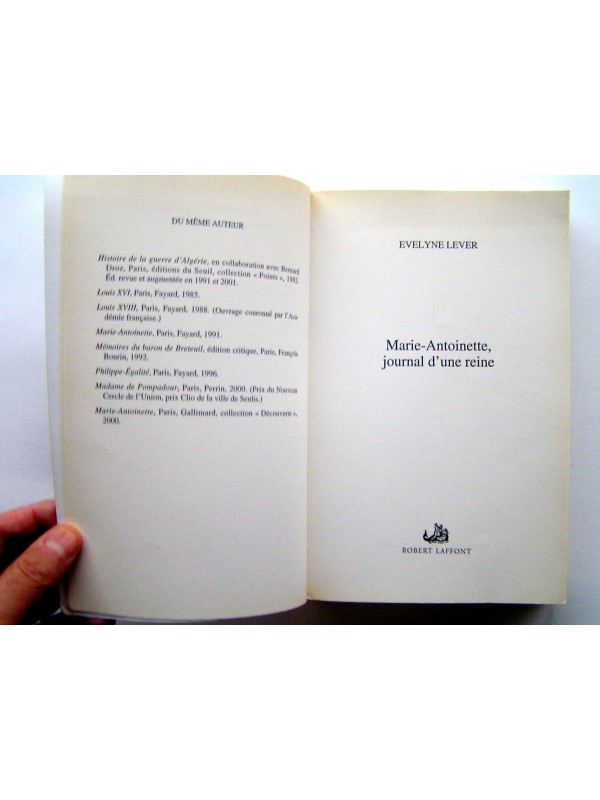 DU MÊME AUTEUR
Histoire de la guerre d'Algérie, en collaboration avec Bernard
Droz, Paris, éditions du Seuil, collection « Points », 1982.
Éd. revue et augmentée en 1991 et 2001.
Louis XVI, Paris, Fayard, 1985.
Louis XVIII, Paris, Fayard, 1988. (Ouvrage couronné par l'Aca-
démie française.)
Marie-Antoinette, Paris, Fayard, 1991.
Mémoires du baron de Breteuil, édition critique, Paris, François
Bourin, 1992.
Philippe-Égalité, Paris, Fayard, 1996.
Madame de Pompadour, Paris, Perrin, 2000. (Prix du Nouveau
Cercle de l'Union, prix Clio de la ville de Senlis.)
Marie-Antoinette, Paris, Gallimard, collection « Découverte »,
2000.
EVELYNE LEVER
Marie-Antoinette,
journal d'une reine
ROBERT LAFFONT